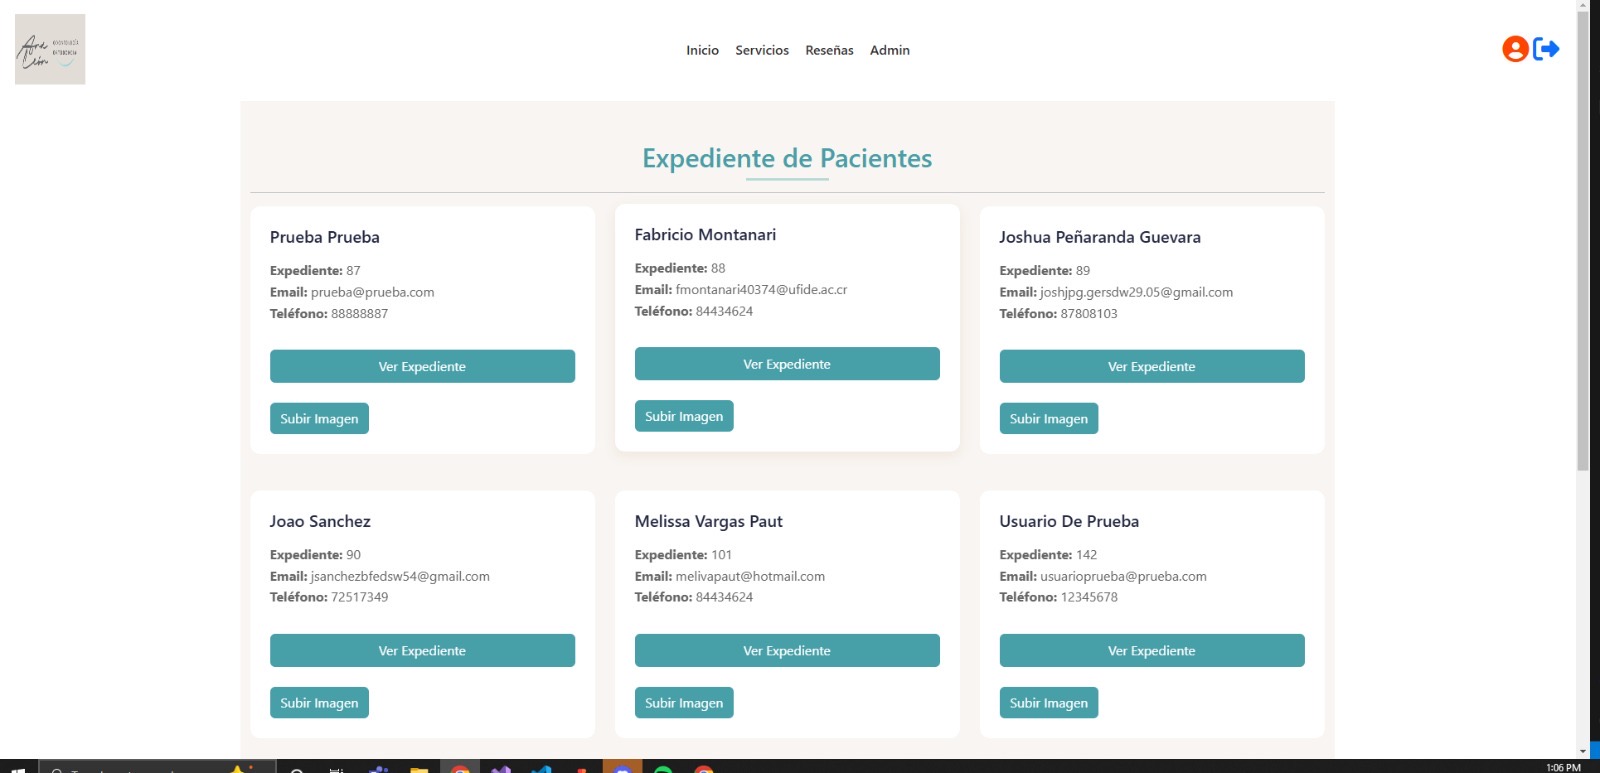 Inicio Servicios Reseñas Admin
Expediente de Pacientes
Prueba Prueba
Expediente: 87
Email: prueba@prueba.com
Teléfono: 88888887
Ver Expediente
Subir Imagen
Fabricio Montanari
Expediente: 88
Email: fmontanari40374@ufide.ac.cr
Teléfono: 84434624
Ver Expediente
Subir Imagen
Joshua Peñaranda Guevara
Expediente: 89
Email: joshjpg.gersdw29.05@gmail.com
Teléfono: 87808103
Ver Expediente
Subir Imagen
Joao Sanchez
Expediente: 90
Email: jsanchezbfedsw54@gmail.com
Teléfono: 72517349
Ver Expediente
Subir Imagen
Melissa Vargas Paut
Expediente: 101
Email: melivapaut@hotmail.com
Teléfono: 84434624
Ver Expediente
Subir Imagen
Usuario De Prueba
Expediente: 142
Email: usuarioprueba@prueba.com
Teléfono: 12345678
Ver Expediente
Subir Imagen
1:06 PM